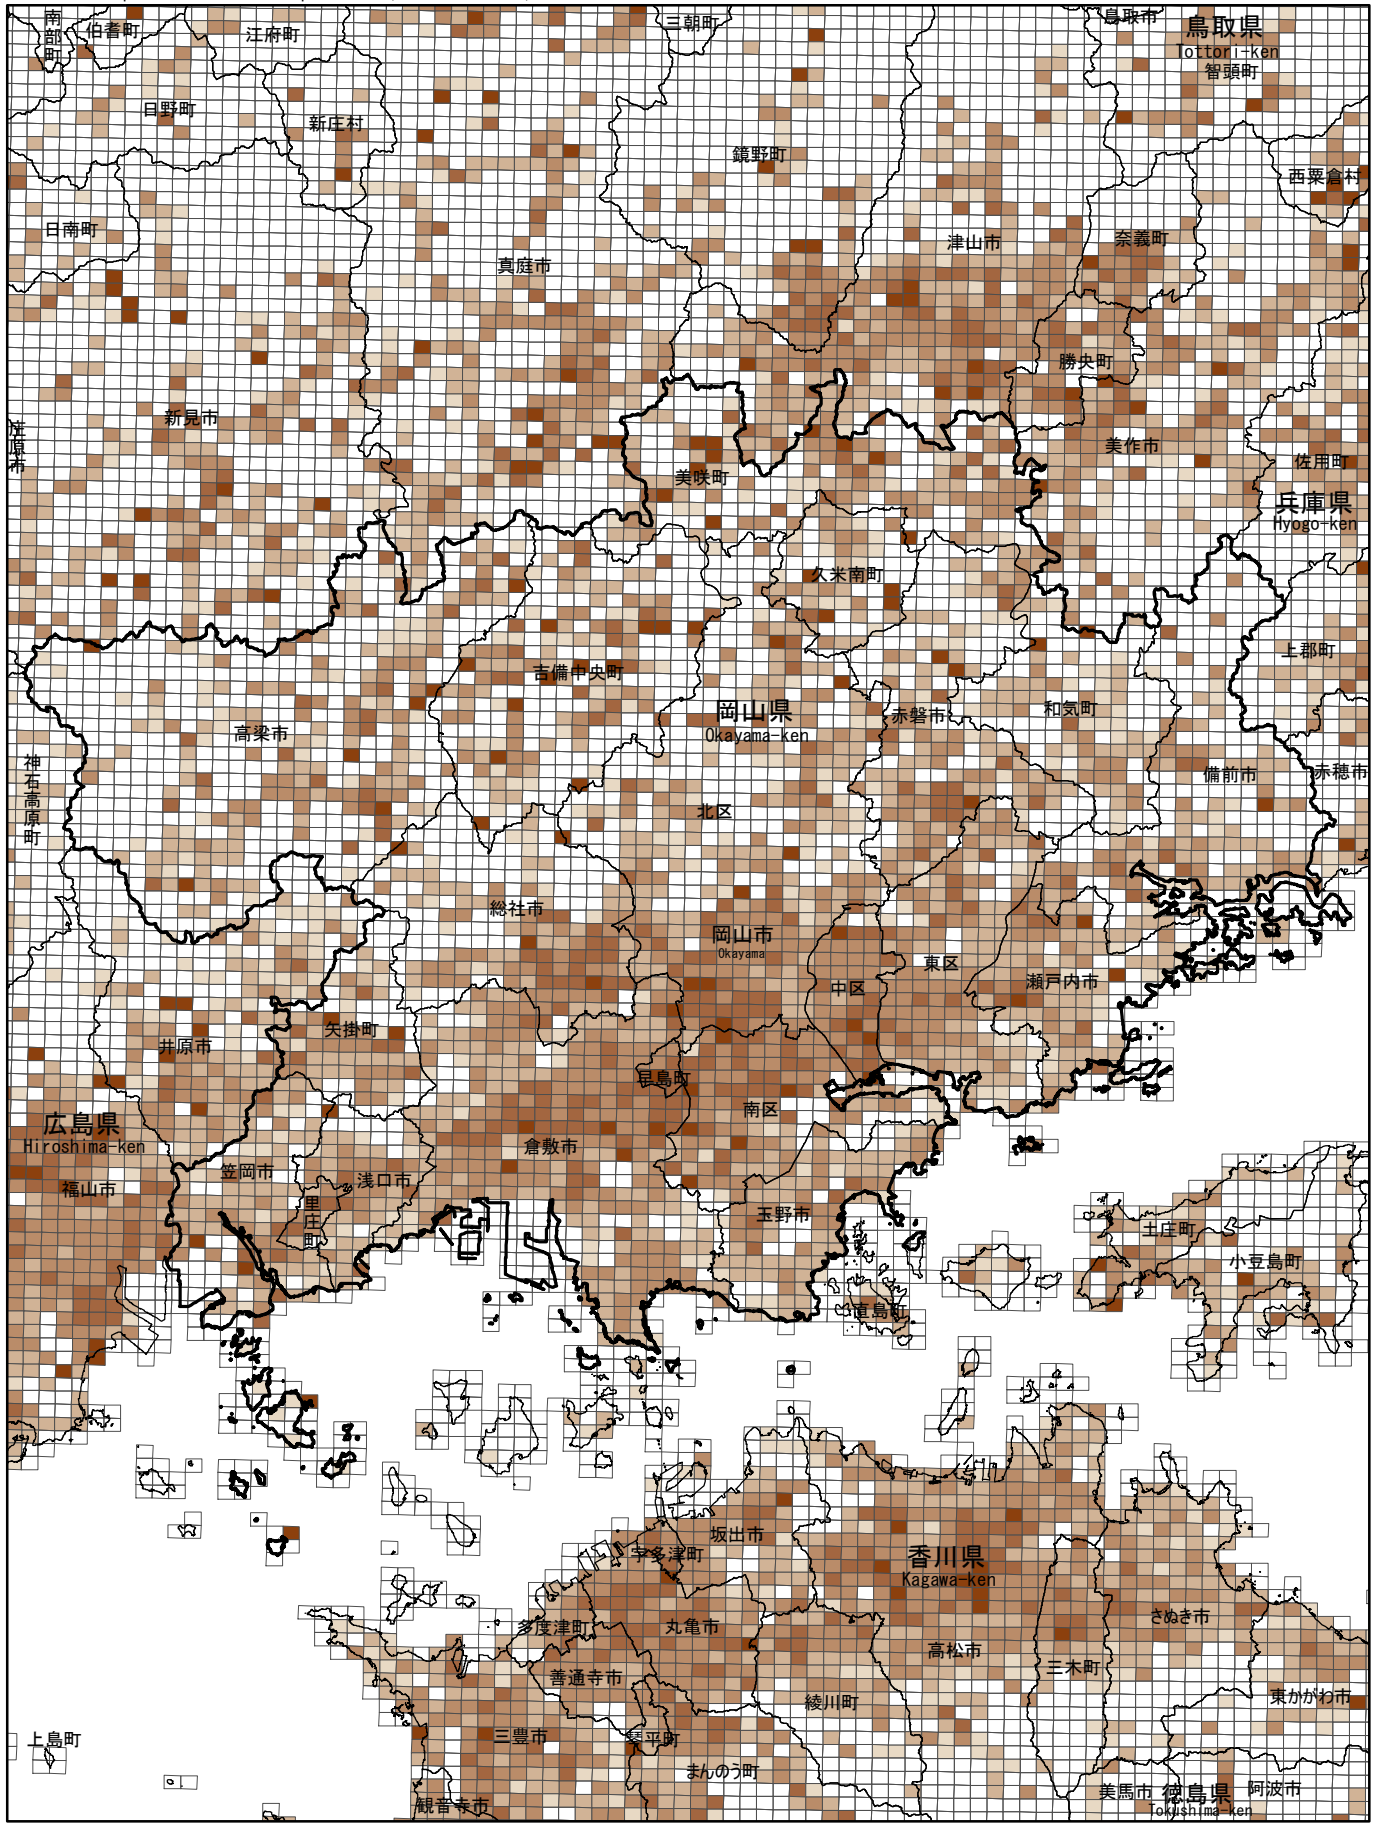 南部町
伯耆町
江府町
三朝町
鳥取市
鳥取県
Tottori-ken
智頭町
日野町
新庄村
鏡野町
西粟倉村
日南町
真庭市
津山市
奈義町
勝央町
新見市
庄原市
美咲町
美作市
佐用町
兵庫県
Hyogo-ken
久米南町
上郡町
吉備中央町
岡山県
Okayama-ken
赤磐市
和気町
高梁市
神石高原町
備前市
赤穂市
北区
総社市
岡山市
Okayama
東区
中区
瀬戸内市
矢掛町
井原市
早島町
南区
広島県
Hiroshima-ken
倉敷市
笠岡市
浅口市
福山市
里庄町
玉野市
土庄町
小豆島町
直島町
坂出市
宇多津町
香川県
Kagawa-ken
多度津町
丸亀市
さぬき市
高松市
三木町
善通寺市
綾川町
東かがわ市
三豊市
琴平町
上島町
まんのう町
美馬市
徳島県
Tokushima-ken
阿波市
観音寺市